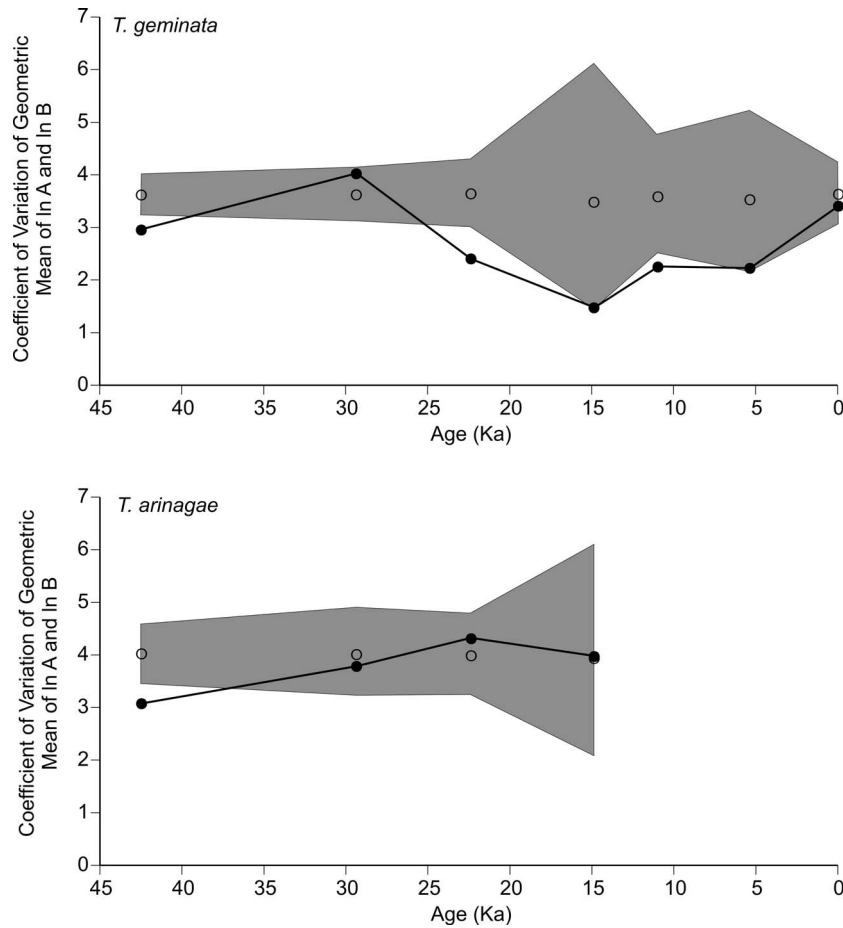 T. geminata
7
6
5
4
3
2
1
0
Coefficient of Variation of Geometric
Mean of ln A and ln B
45 40 35 30 25 20 15 10 5 0
Age (Ka)
T. arinagae
7
6
5
4
3
2
1
0
Coefficient of Variation of Geometric
Mean of ln A and ln B
45 40 35 30 25 20 15 10 5 0
Age (Ka)